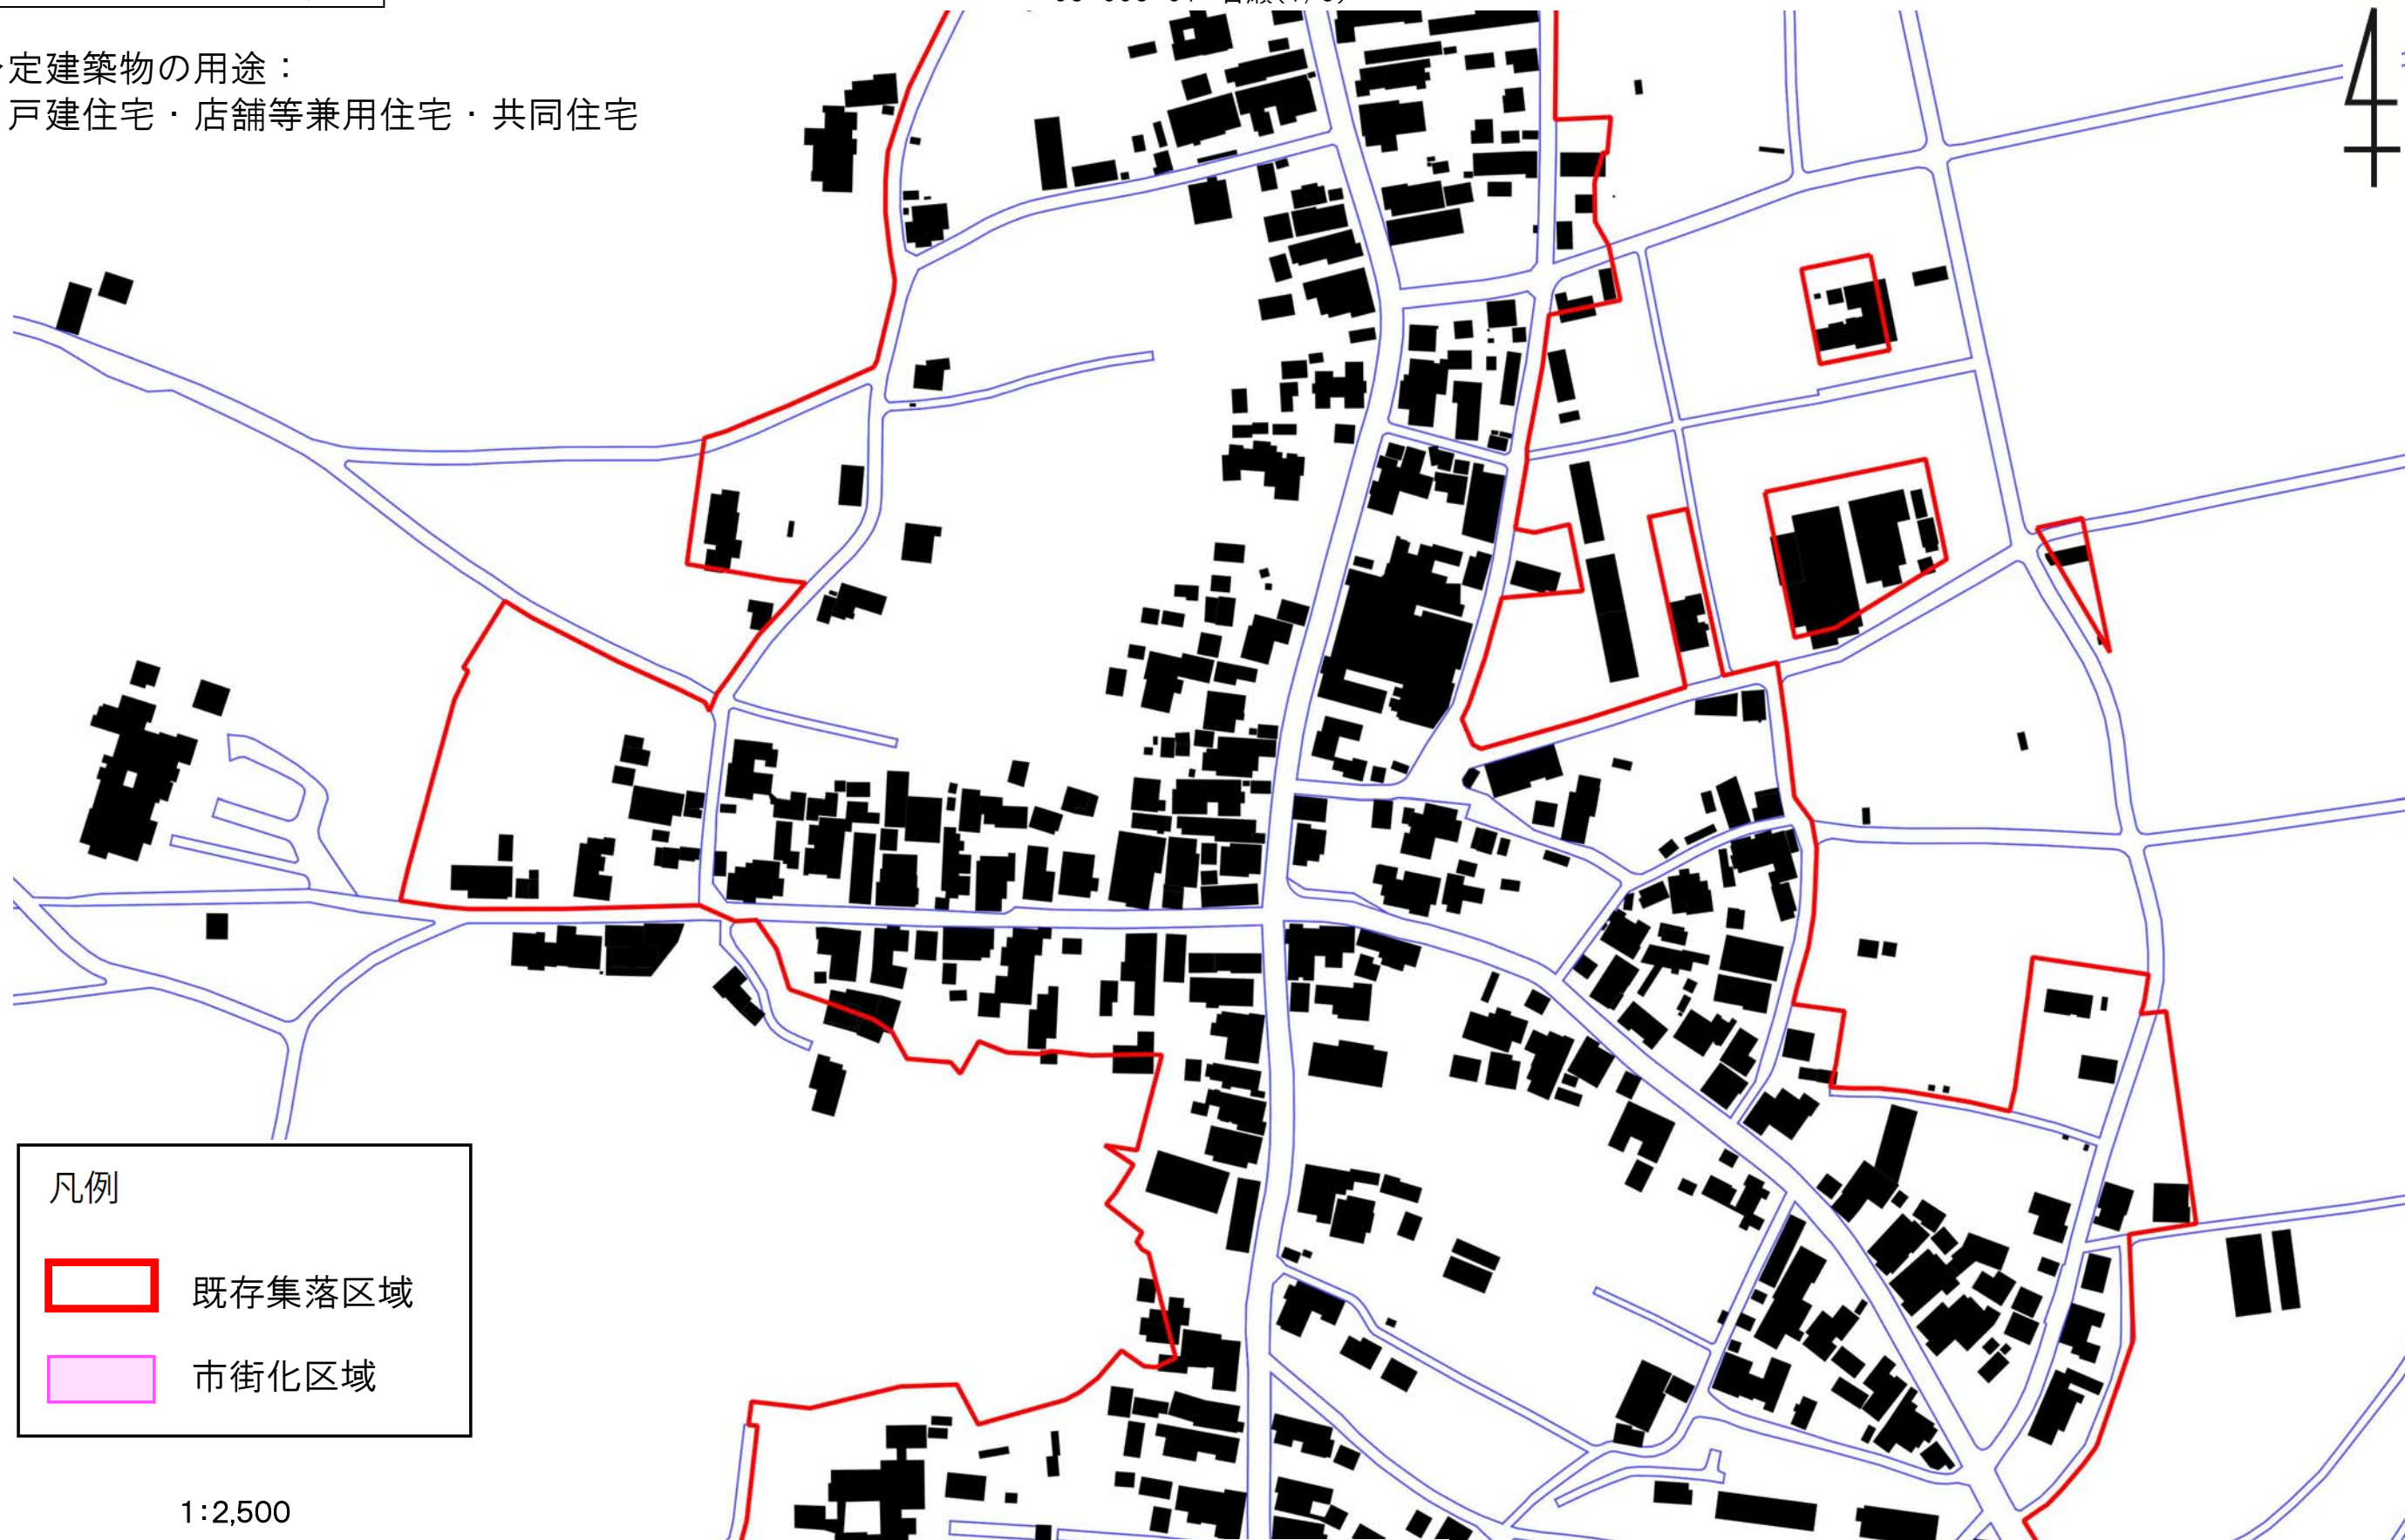 定建築物の用途：
戸建住宅・店舗等兼用住宅・共同住宅
凡例
既存集落区域
市街化区域
1:2,500